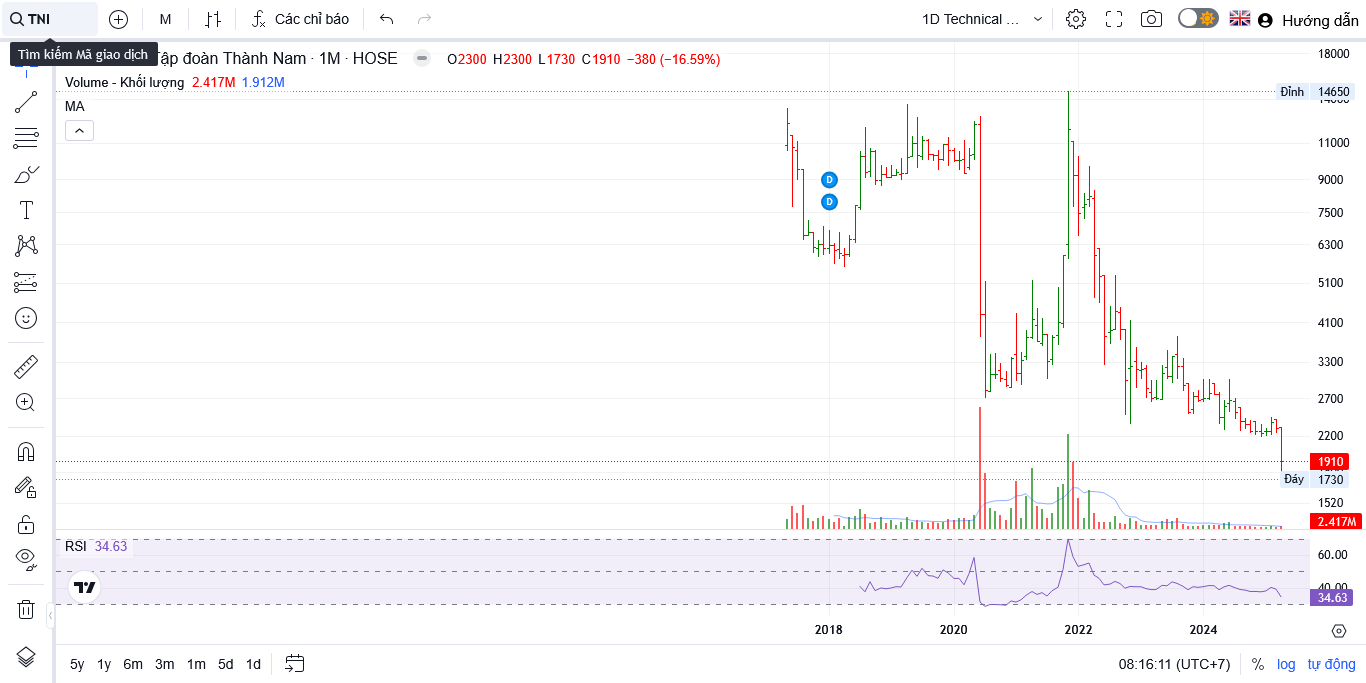 TNI
M
Các chỉ báo
1D Technical ...
Hướng dẫn
Tìm kiếm Mã giao dịch
Tập đoàn Thành Nam · 1M · HOSE
O2300 H2300 L1730 C1910 −380 (−16.59%)
Volume - Khối lượng 2.417M 1.912M
MA
18000
Đỉnh 14650
14000
11000
9000
D
D
7500
6300
5100
4100
3300
2700
2200
1910
Đáy 1730
1520
2.417M
RSI 34.63
60.00
40.00
34.63
2018 2020 2022 2024
5y 1y 6m 3m 1m 5d 1d
08:16:11 (UTC+7)
% log tự động